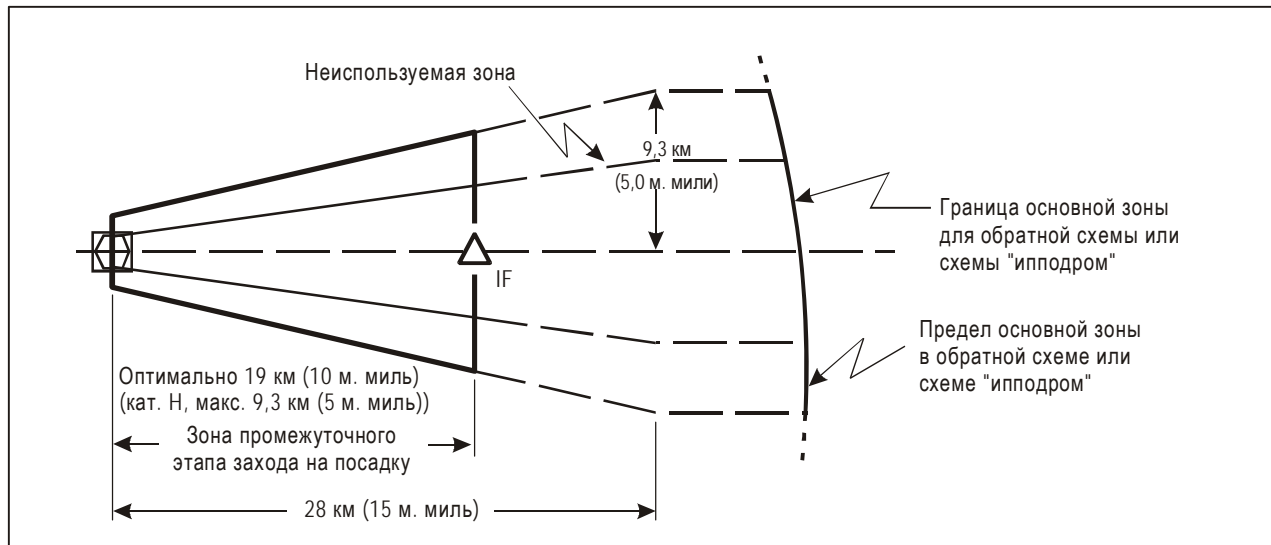 Неиспользуемая зона
9,3 км
(5,0 м. мили)
Граница основной зоны
для обратной схемы или
схемы "ипподром"
IF
Предел основной зоны
в обратной схеме или
схеме "ипподром"
Оптимально 19 км (10 м. миль)
(кат. H, макс. 9,3 км (5 м. миль))
Зона промежуточного
этапа захода на посадку
28 км (15 м. миль)